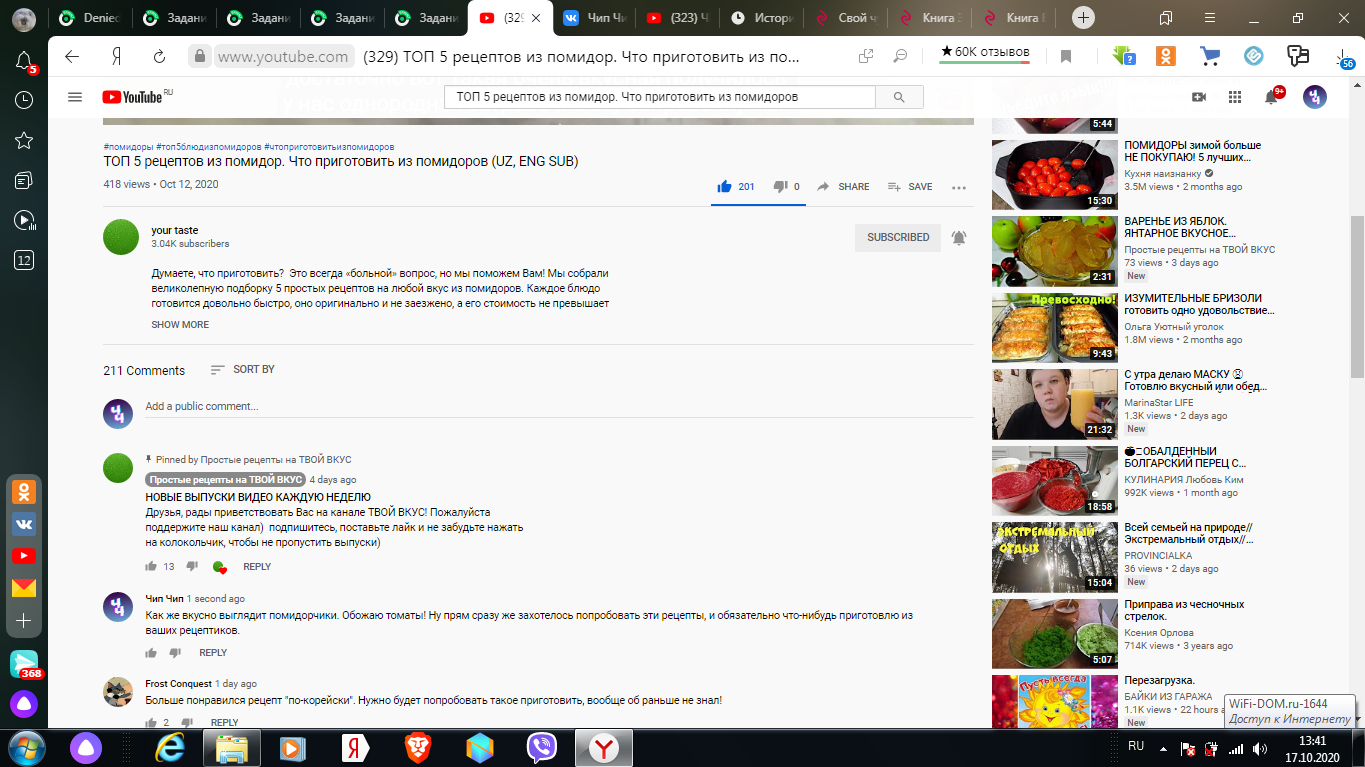 Deniec
Задани
Задани
Задани
Задани
(329
Чип Чи
(323) Ч
Истори
Свой ч
Книга З
Книга Е
5
www.youtube.com
(329) ТОП 5 рецептов из помидор. Что приготовить из по...
★ 60K отзывов
56
YouTube RU
ТОП 5 рецептов из помидор. Что приготовить из помидоров
9+
12
#помидоры #топ5блюдизпомидоров #чтоприготовитьизпомидоров
ТОП 5 рецептов из помидор. Что приготовить из помидоров (UZ, ENG SUB)
418 views • Oct 12, 2020
201
0
SHARE
SAVE
your taste
3.04K subscribers
SUBSCRIBED
Думаете, что приготовить? Это всегда «больной» вопрос, но мы поможем Вам! Мы собрали
великолепную подборку 5 простых рецептов на любой вкус из помидоров. Каждое блюдо
готовится довольно быстро, оно оригинально и не заезжено, а его стоимость не превышает
SHOW MORE
211 Comments
SORT BY
Add a public comment...
Pinned by Простые рецепты на ТВОЙ ВКУС
Простые рецепты на ТВОЙ ВКУС 4 days ago
НОВЫЕ ВЫПУСКИ ВИДЕО КАЖДУЮ НЕДЕЛЮ
Друзья, рады приветствовать Вас на канале ТВОЙ ВКУС! Пожалуйста
поддержите наш канал) подпишитесь, поставьте лайк и не забудьте нажать
на колокольчик, чтобы не пропустить выпуски)
13
REPLY
Чип Чип 1 second ago
Как же вкусно выглядит помидорчики. Обожаю томаты! Ну прям сразу же захотелось попробовать эти рецепты, и обязательно что-нибудь приготовлю из
ваших рецептиков.
REPLY
Frost Conquest 1 day ago
Больше понравился рецепт "по-корейски". Нужно будет попробовать такое приготовить, вообще об раньше не знал!
2
REPLY
5:44
ПОМИДОРЫ зимой больше
НЕ ПОКУПАЮ! 5 лучших...
Кухня наизнанку
3.5M views • 2 months ago
15:30
ВАРЕНЬЕ ИЗ ЯБЛОК.
ЯНТАРНОЕ ВКУСНОЕ...
Простые рецепты на ТВОЙ ВКУС
73 views • 3 days ago
New
2:31
Превосходно!
ИЗУМИТЕЛЬНЫЕ БРИЗОЛИ
готовить одно удовольствие...
Ольга Уютный уголок
1.8M views • 2 months ago
9:43
С утра делаю МАСКУ
Готовлю вкусный или обед...
MarinaStar LIFE
1.3K views • 2 days ago
New
21:32
ОБАЛДЕННЫЙ
БОЛГАРСКИЙ ПЕРЕЦ С...
КУЛИНАРИЯ Любовь Ким
992K views • 1 month ago
18:58
ЭКСТРЕМАЛЬНЫЙ
ОТДЫХ
Всей семьей на природе//
Экстремальный отдых//...
PROVINCIALKA
36 views • 2 days ago
New
15:04
Приправа из чесночных
стрелок.
Ксения Орлова
714K views • 3 years ago
5:07
Пусть всегда
Перезагрузка.
БАЙКИ ИЗ ГАРАЖА
1.1K views • 22 hours a
New
WiFi-DOM.ru-1644
Доступ к Интернету
368
RU
13:41
17.10.2020